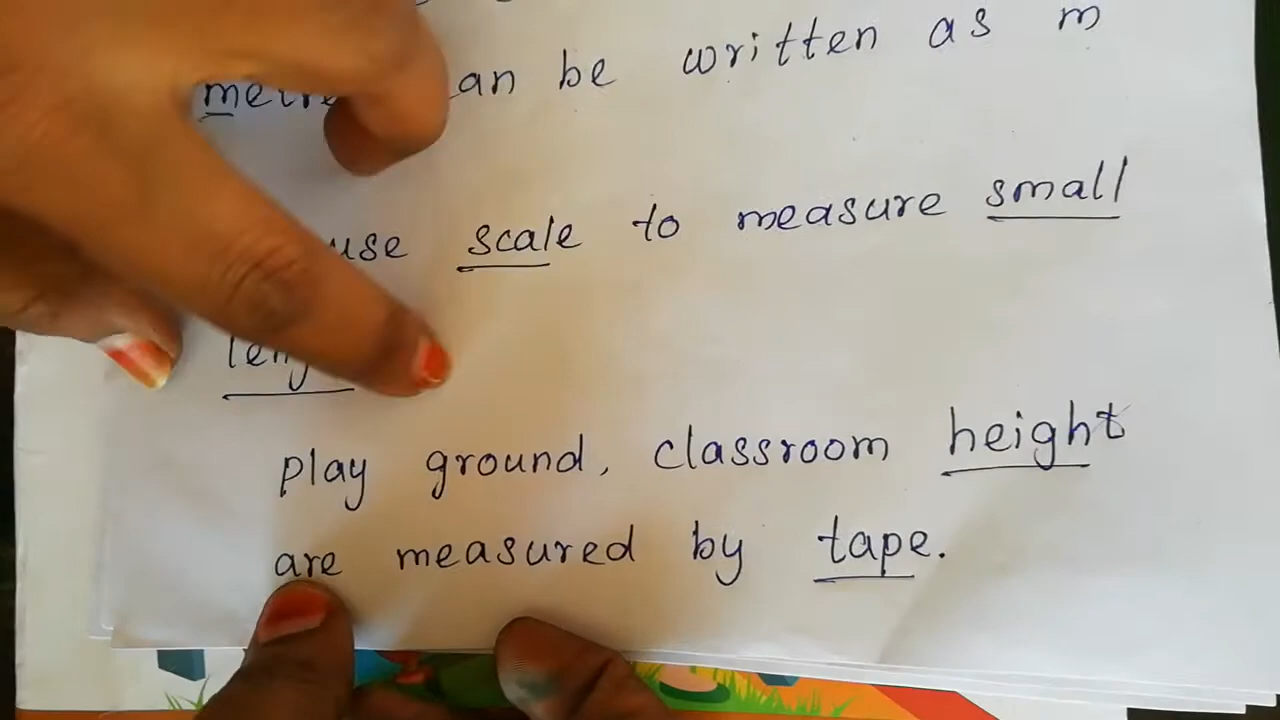 can be written as m
use scale to measure small
play ground, classroom height
are measured by tape.